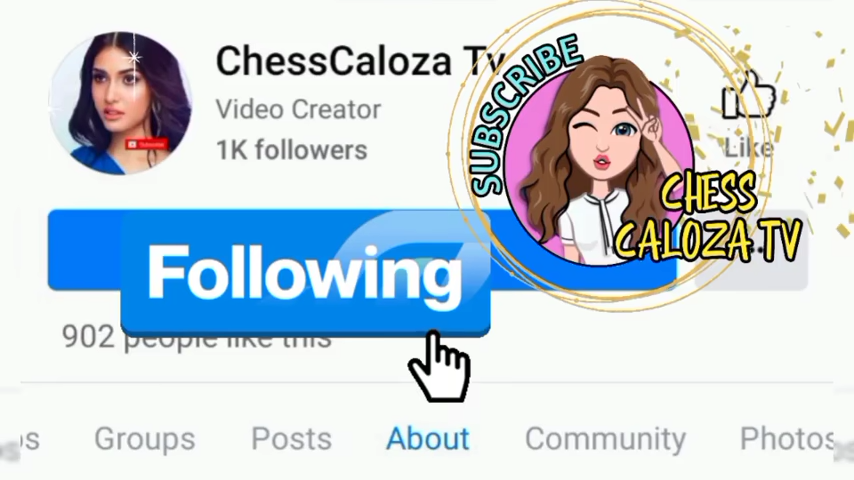 ChessCaloza Tv
Video Creator
1K followers
Like
SUBSCRIBE
CHESS
CALOZA TV
Following
902 people like this
Groups
Posts
About
Community
Photos